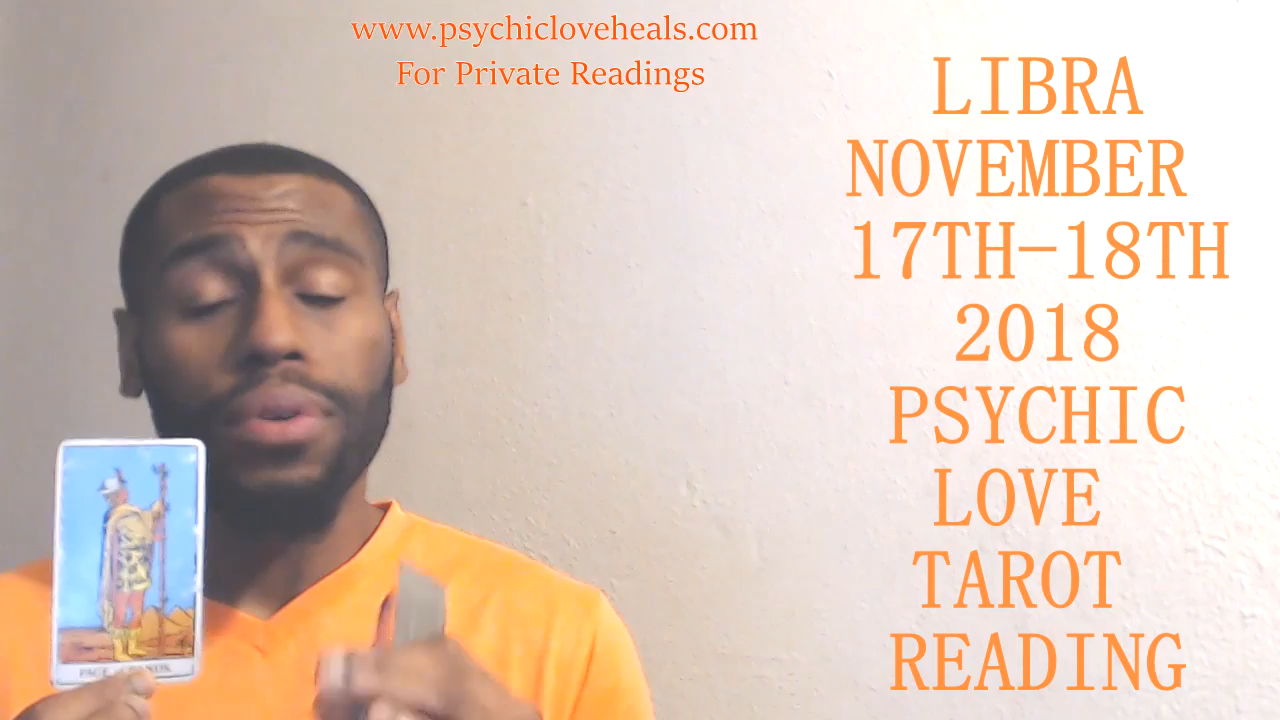 www.psychicloveheals.com
For Private Readings
LIBRA
NOVEMBER
17TH-18TH
2018
PSYCHIC
LOVE
TAROT
READING
PAGE of WANDS